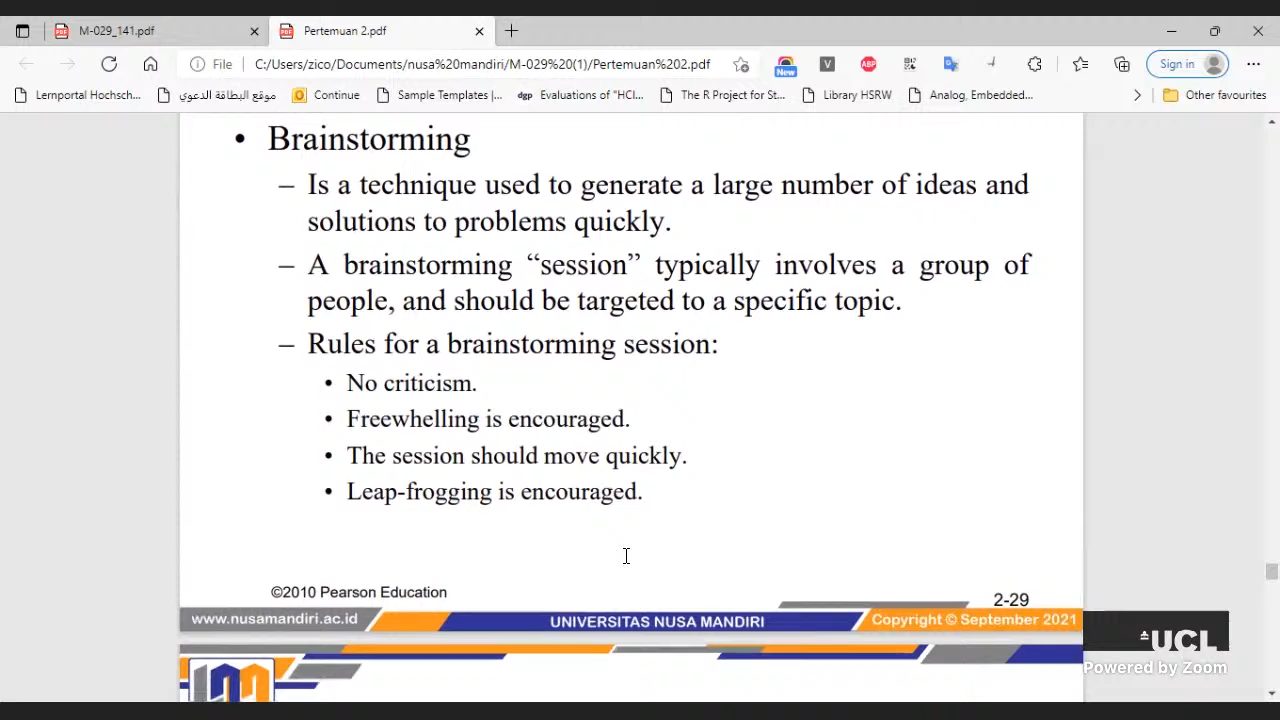 M-029_141.pdf
Pertemuan 2.pdf
File
C:/Users/zico/Documents/nusa%20mandiri/M-029%20(1)/Pertemuan%202.pdf
New
V
ABP
Sign in
Lernportal Hochsch...
موقع البطاقة الدعوي
Continue
Sample Templates |...
dgp Evaluations of "HCI...
The R Project for St...
Library HSRW
Analog, Embedded...
Other favourites
• Brainstorming
– Is a technique used to generate a large number of ideas and
solutions to problems quickly.
– A brainstorming “session” typically involves a group of
people, and should be targeted to a specific topic.
– Rules for a brainstorming session:
• No criticism.
• Freewhelling is encouraged.
• The session should move quickly.
• Leap-frogging is encouraged.
©2010 Pearson Education
2-29
www.nusamandiri.ac.id
UNIVERSITAS NUSA MANDIRI
Copyright © September 2021
UCL
Powered by Zoom